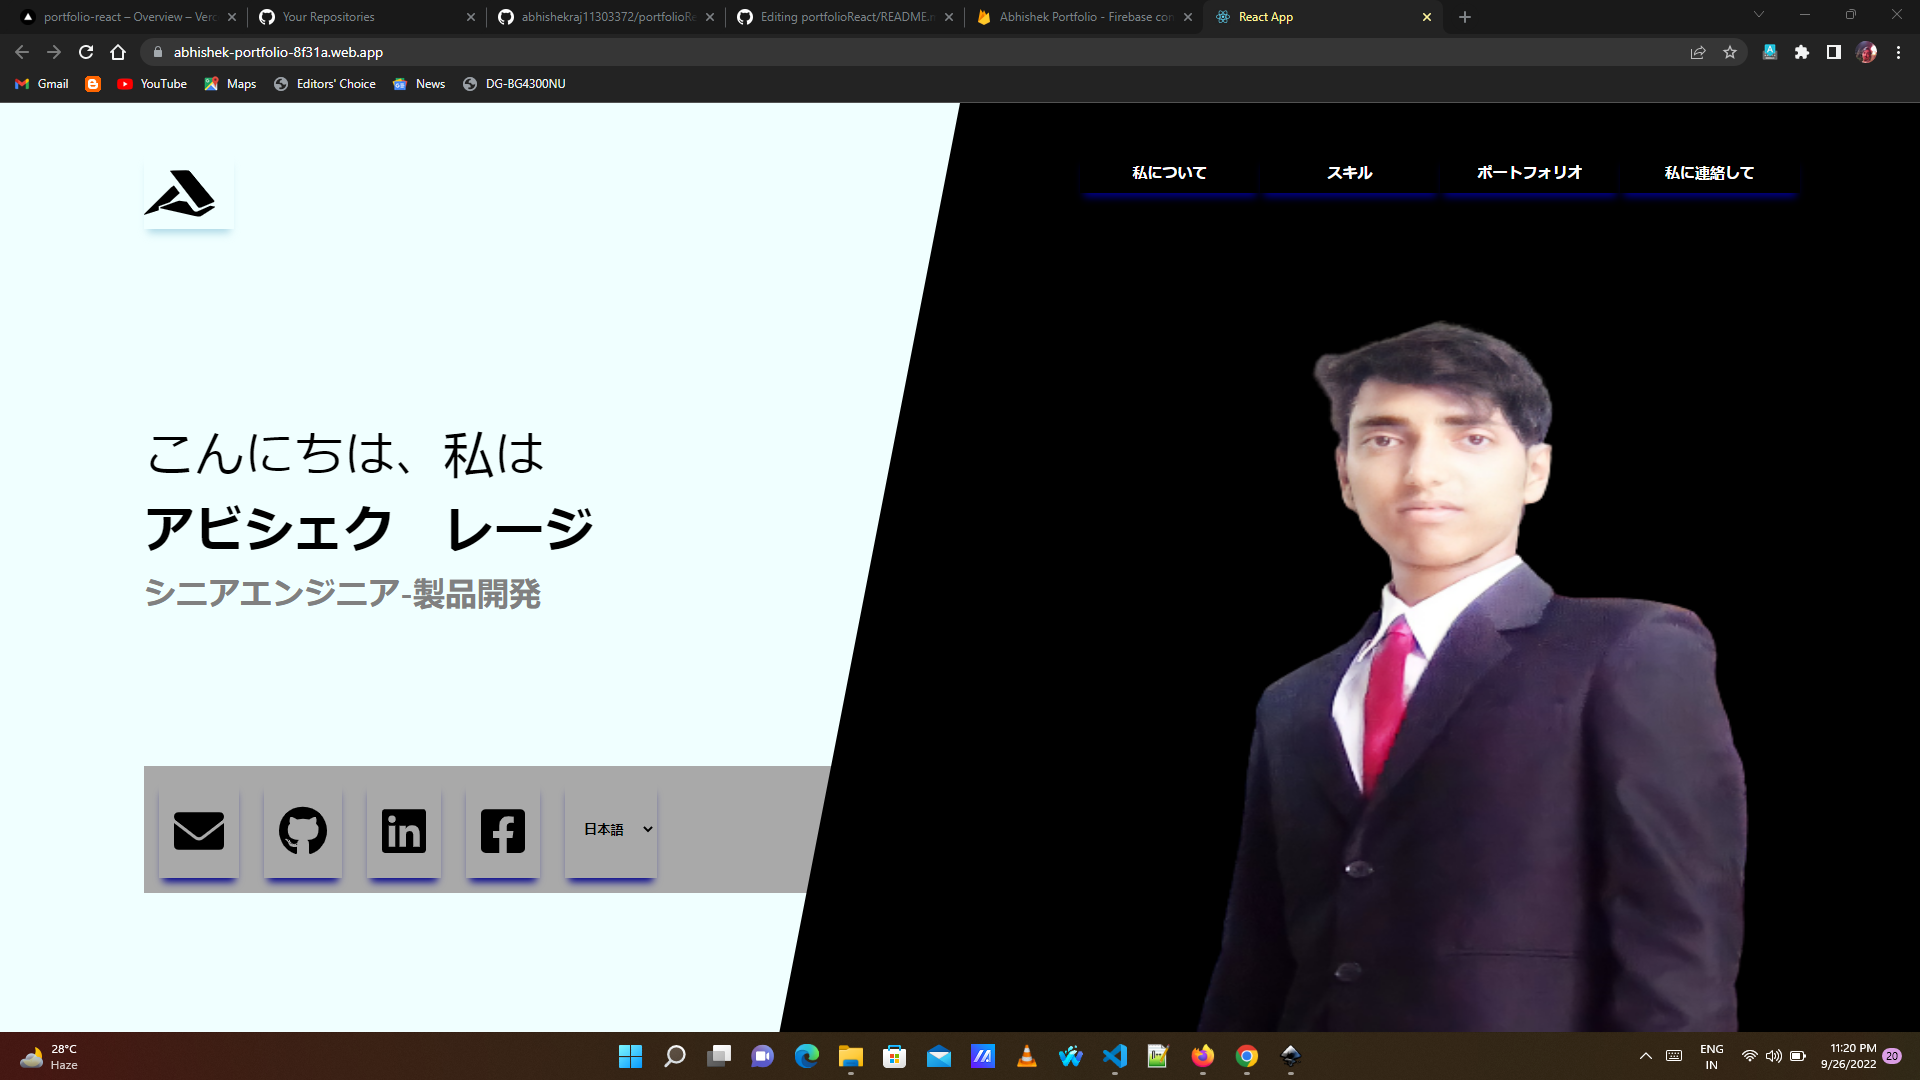 portfolio-react – Overview – Verc
Your Repositories
abhishekraj11303372/portfolioRe
Editing portfolioReact/README.m
Abhishek Portfolio - Firebase con
React App
abhishek-portfolio-8f31a.web.app
Gmail
YouTube
Maps
Editors' Choice
News
DG-BG4300NU
私について
スキル
ポートフォリオ
私に連絡して
こんにちは、私は
アビシェク　レージ
シニアエンジニア-製品開発
日本語
28°C
Haze
ENG
IN
11:20 PM
9/26/2022
20